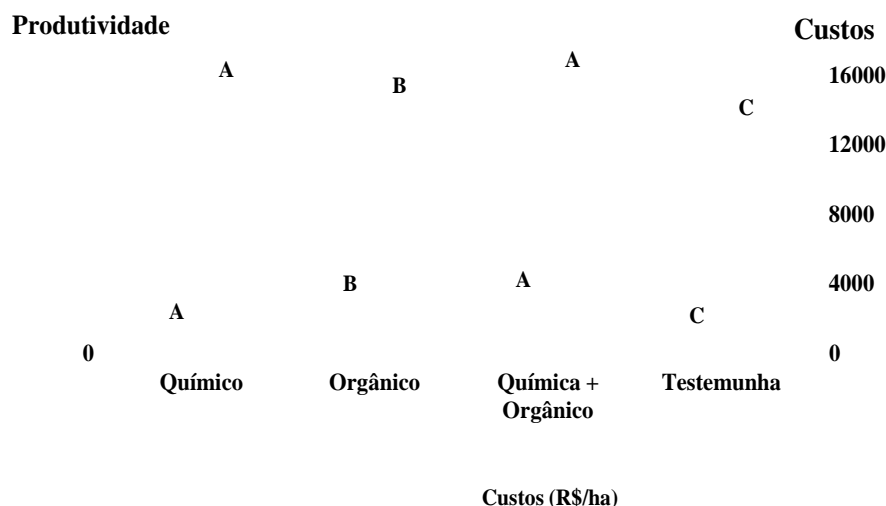 Produtividade
Custos
A
A
16000
B
C
12000
8000
B
A
4000
A
C
0
0
Químico
Orgânico
Química +
Orgânico
Testemunha
Custos (R$/ha)